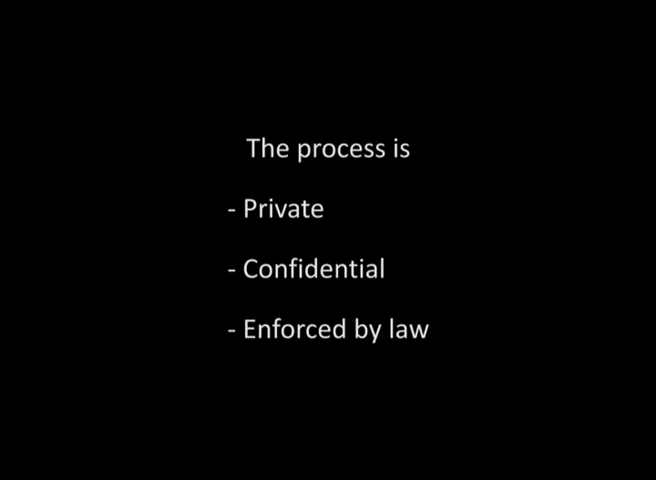 The process is
- Private
- Confidential
- Enforced by law